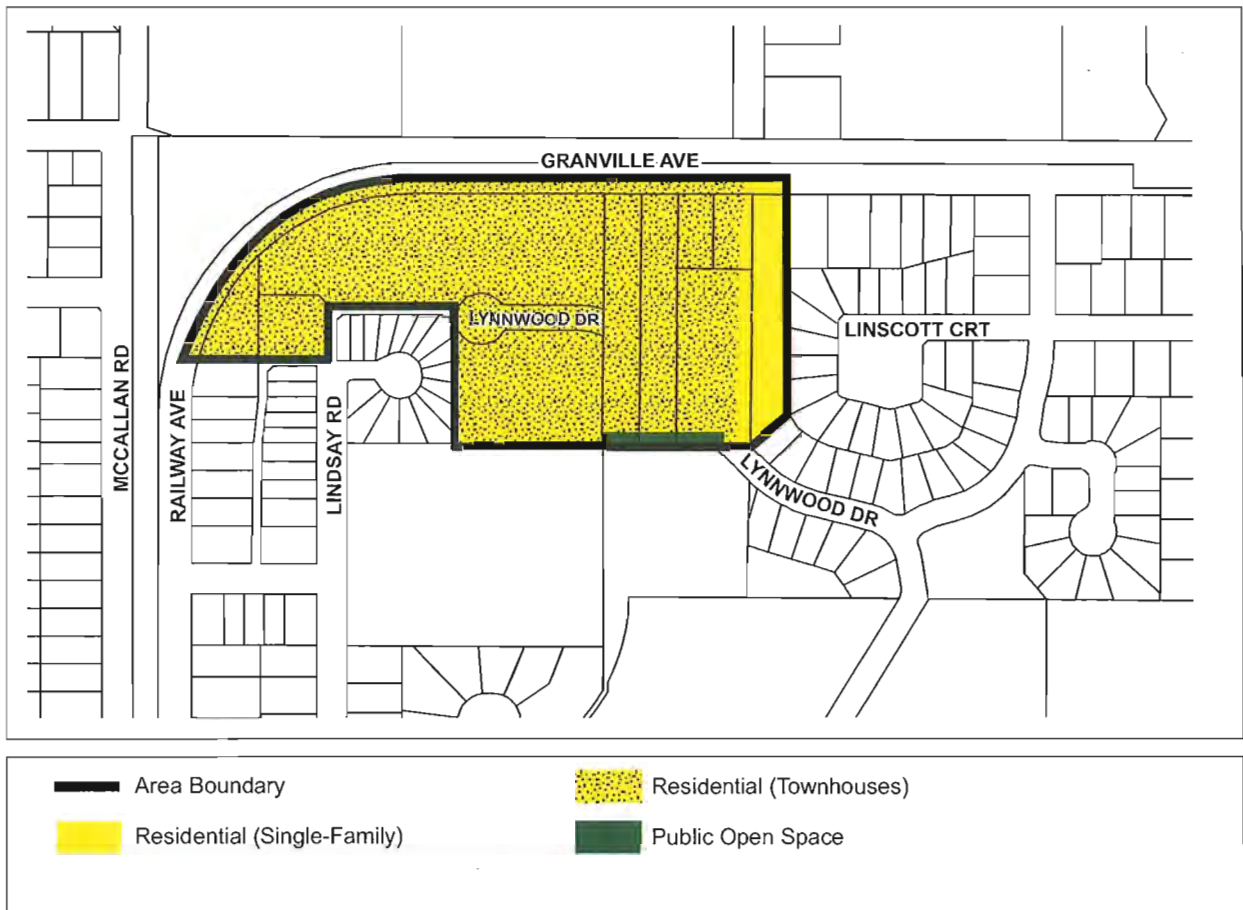 GRANVILLE AVE
LYNNWOOD DR
LINSCOTT CRT
MCCALLAN RD
RAILWAY AVE
LINDSAY RD
LYNNWOOD DR
Area Boundary
Residential (Townhouses)
Residential (Single-Family)
Public Open Space